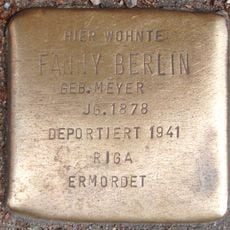 HIER WOHNTE
FANNY BERLIN
GEB. MEYER
JG. 1878
DEPORTIERT 1941
RIGA
ERMORDET